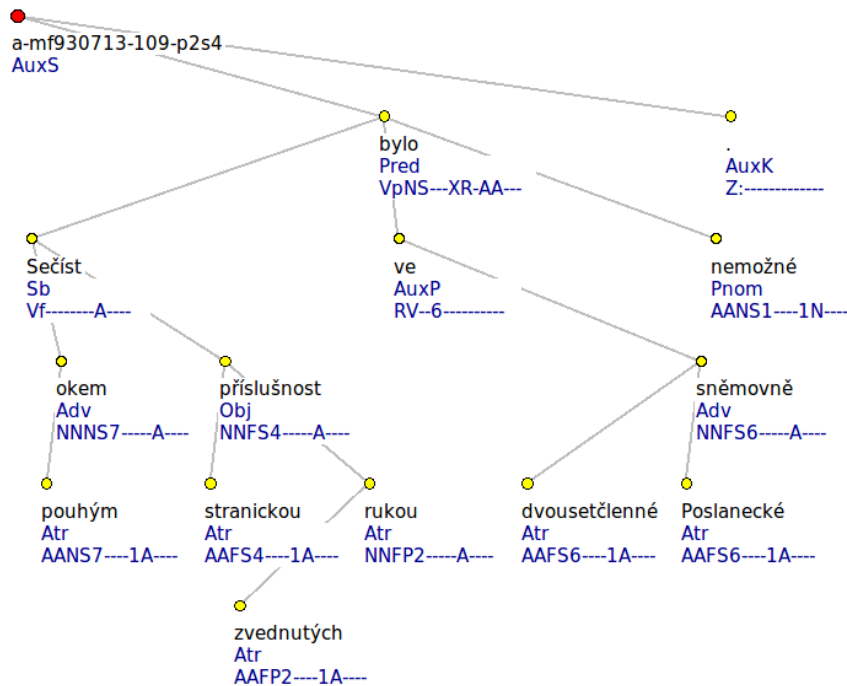 a-mf930713-109-p2s4
AuxS
bylo
Pred
VpNS---XR-AA---
.
AuxK
Z:-------------
Sečíst
Sb
Vf--------A----
ve
AuxP
RV--6----------
nemožné
Pnom
AANS1----1N----
okem
Adv
NNNS7-----A----
příslušnost
Obj
NNFS4-----A----
sněmovně
Adv
NNFS6-----A----
pouhým
Atr
AANS7----1A----
stranickou
Atr
AAFS4----1A----
rukou
Atr
NNFP2-----A----
dvousetčlenné
Atr
AAFS6----1A----
Poslanecké
Atr
AAFS6----1A----
zvednutých
Atr
AAFP2----1A----